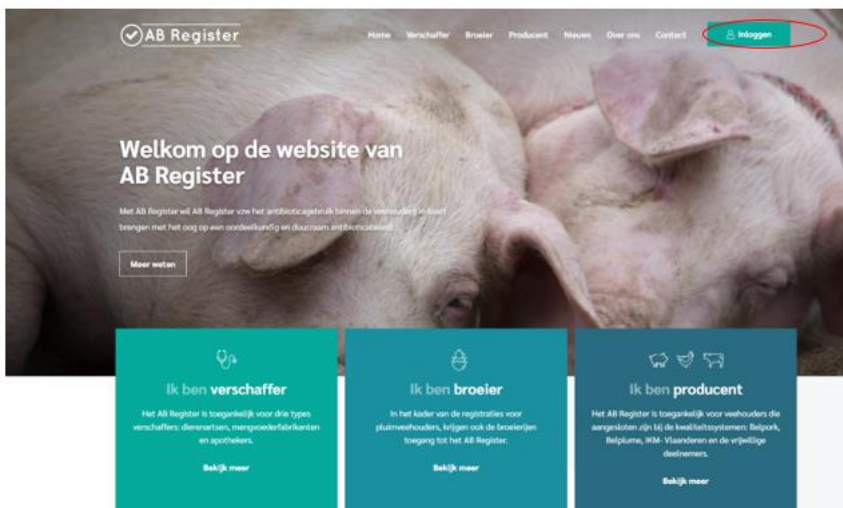 AB Register
Home Verschaffer Broeier Producent Nieuws Over ons Contact Inloggen
Welkom op de website van
AB Register
Met AB Register wil AB Register vzw het antibioticagebruik binnen de veehouderij in kaart
brengen met het oog op een oordeelkundig en duurzaam antibioticabeleid.
Meer weten
Ik ben verschaffer
Het AB Register is toegankelijk voor drie types
verschaffers: dierenartsen, mengvoederfabrikanten
en apothekers.
Bekijk meer
Ik ben broeier
In het kader van de registraties voor
pluimveehouders, krijgen ook de broeierijen
toegang tot het AB Register.
Bekijk meer
Ik ben producent
Het AB Register is toegankelijk voor veehouders die
aangesloten zijn bij de kwaliteitssystemen: Belpork,
Belplume, IKM- Vlaanderen en de vrijwillige
deelnemers.
Bekijk meer